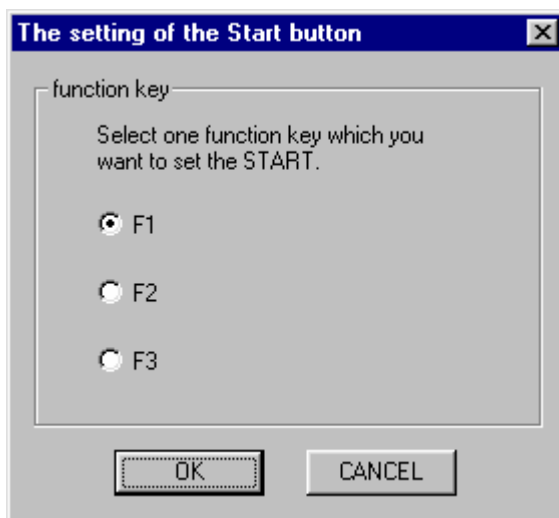 The setting of the Start button
function key
Select one function key which you
want to set the START.
F1
F2
F3
OK
CANCEL